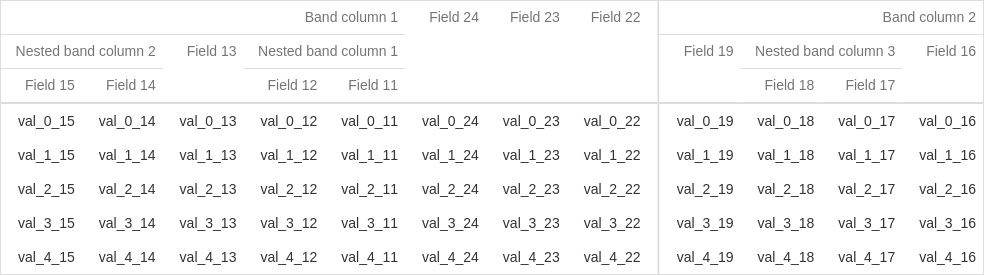 Band column 1 Field 24 Field 23 Field 22 Band column 2
Nested band column 2 Field 13 Nested band column 1 Field 19 Nested band column 3 Field 16
Field 15 Field 14 Field 12 Field 11 Field 18 Field 17
val_0_15 val_0_14 val_0_13 val_0_12 val_0_11 val_0_24 val_0_23 val_0_22 val_0_19 val_0_18 val_0_17 val_0_16
val_1_15 val_1_14 val_1_13 val_1_12 val_1_11 val_1_24 val_1_23 val_1_22 val_1_19 val_1_18 val_1_17 val_1_16
val_2_15 val_2_14 val_2_13 val_2_12 val_2_11 val_2_24 val_2_23 val_2_22 val_2_19 val_2_18 val_2_17 val_2_16
val_3_15 val_3_14 val_3_13 val_3_12 val_3_11 val_3_24 val_3_23 val_3_22 val_3_19 val_3_18 val_3_17 val_3_16
val_4_15 val_4_14 val_4_13 val_4_12 val_4_11 val_4_24 val_4_23 val_4_22 val_4_19 val_4_18 val_4_17 val_4_16